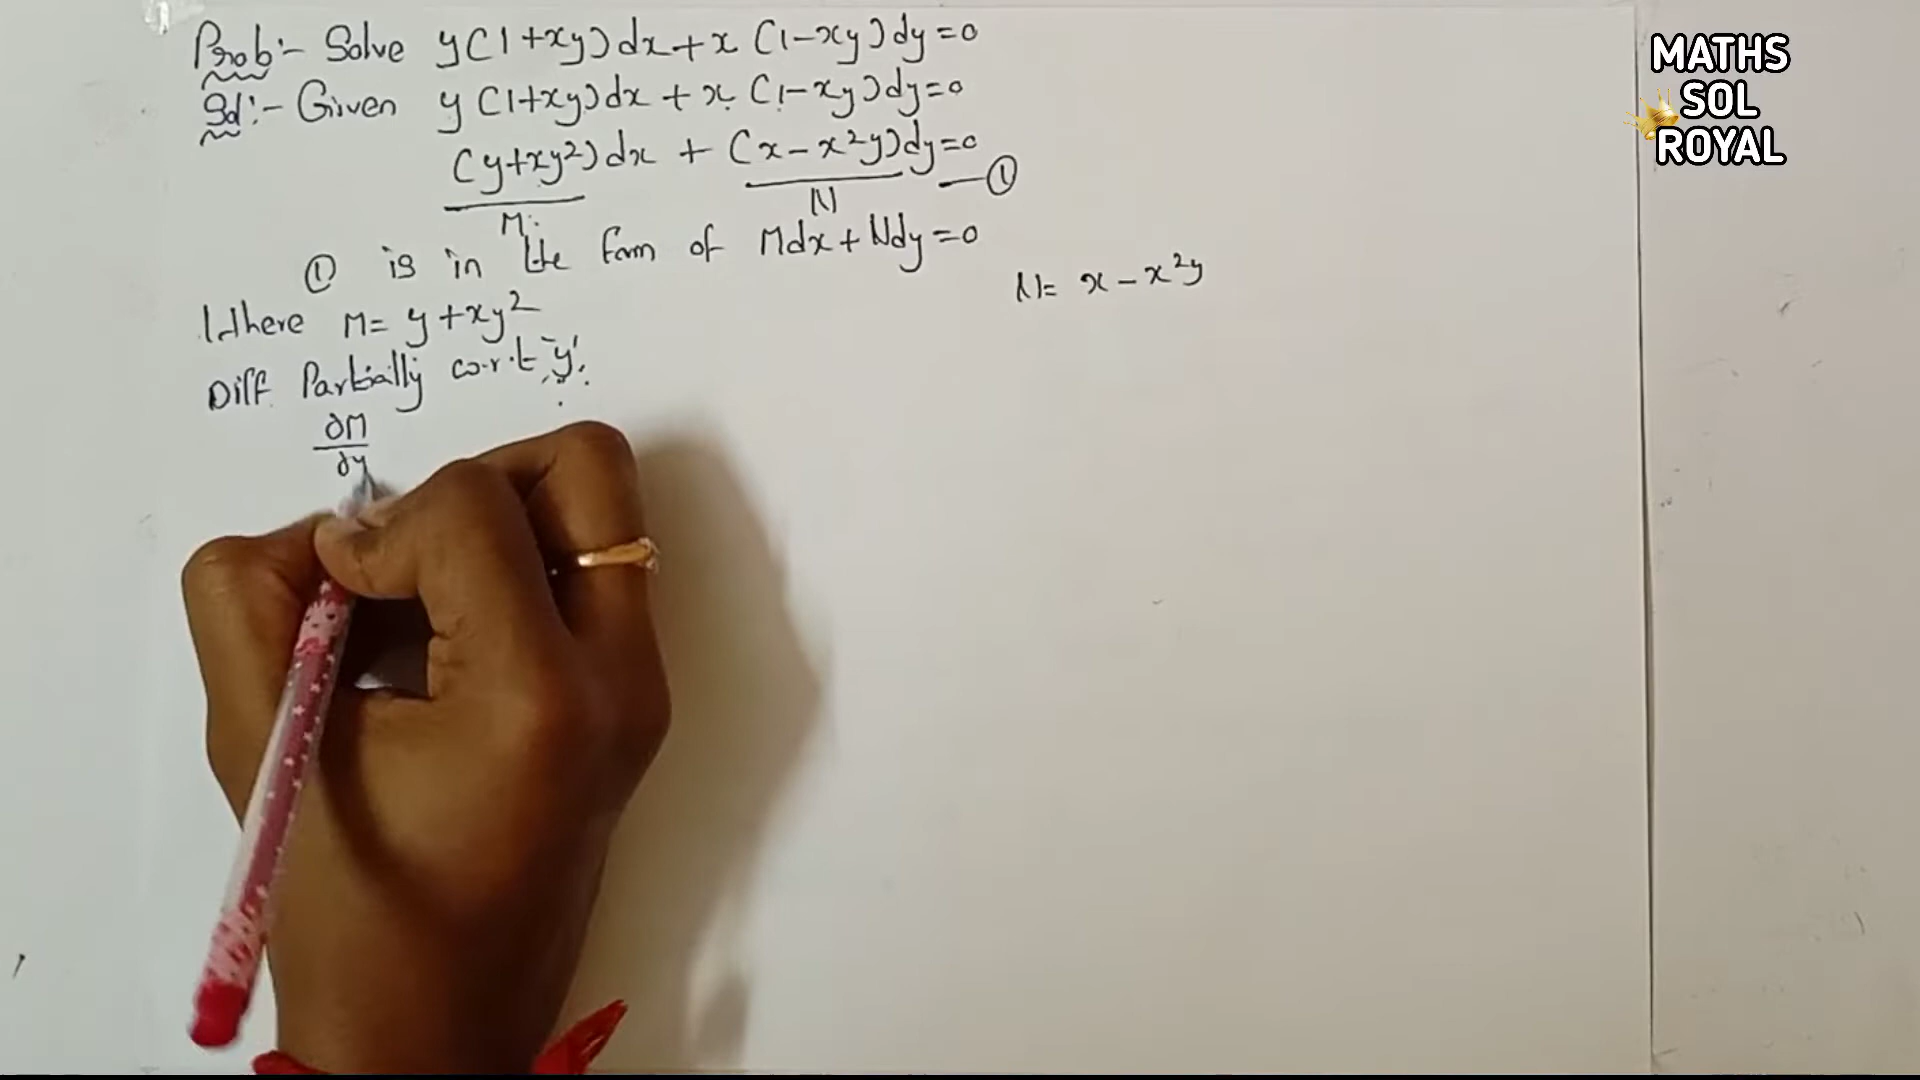 Prob:- Solve y(1+xy)dx+x(1-xy)dy=0
Sol:- Given y(1+xy)dx+x(1-xy)dy=0
(y+xy²)dx + (x-x²y)dy=0 —①
M N
① is in the form of Mdx+Ndy=0
Where M= y+xy²
N= x-x²y
Diff Partially w.r.t 'y'
∂M
∂y
MATHS
SOL
ROYAL